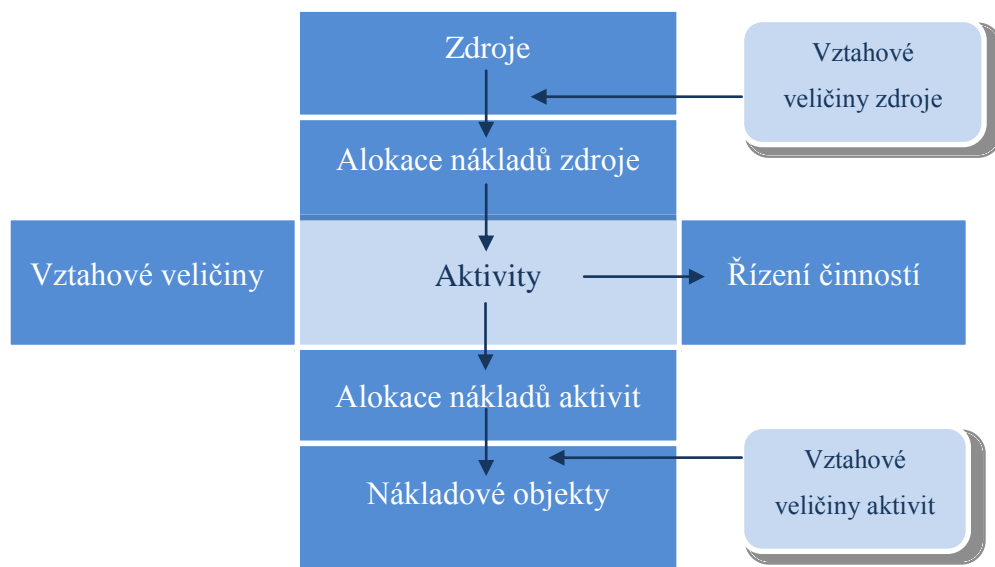 Zdroje
Vztahové
veličiny zdroje
Alokace nákladů zdroje
Vztahové veličiny
Aktivity
Řízení činností
Alokace nákladů aktivit
Vztahové
veličiny aktivit
Nákladové objekty